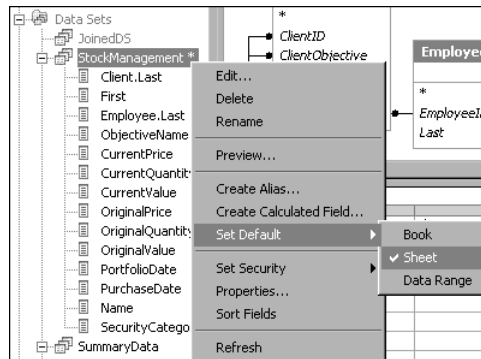 Data Sets
JoinedDS
StockManagement *
Client.Last
First
Employee.Last
ObjectiveName
CurrentPrice
CurrentQuantit
CurrentValue
OriginalPrice
OriginalQuantity
OriginalValue
PortfolioDate
PurchaseDate
Name
SecurityCatego
SummaryData
Edit...
Delete
Rename
Preview...
Create Alias...
Create Calculated Field...
Set Default
Set Security
Properties...
Sort Fields
Refresh
Book
Sheet
Data Range
*
ClientID
ClientObjective
Employee
*
EmployeeI
Last